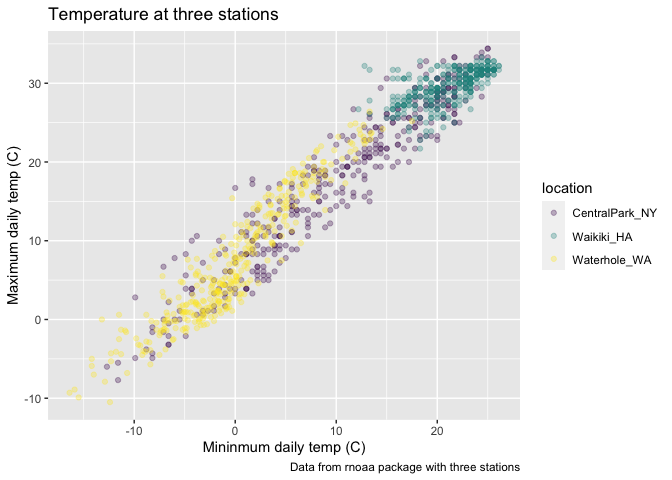 Temperature at three stations
Maximum daily temp (C)
30
20
10
0
-10
-10
0
10
20
Mininmum daily temp (C)
Data from rnoaa package with three stations
location
CentralPark_NY
Waikiki_HA
Waterhole_WA